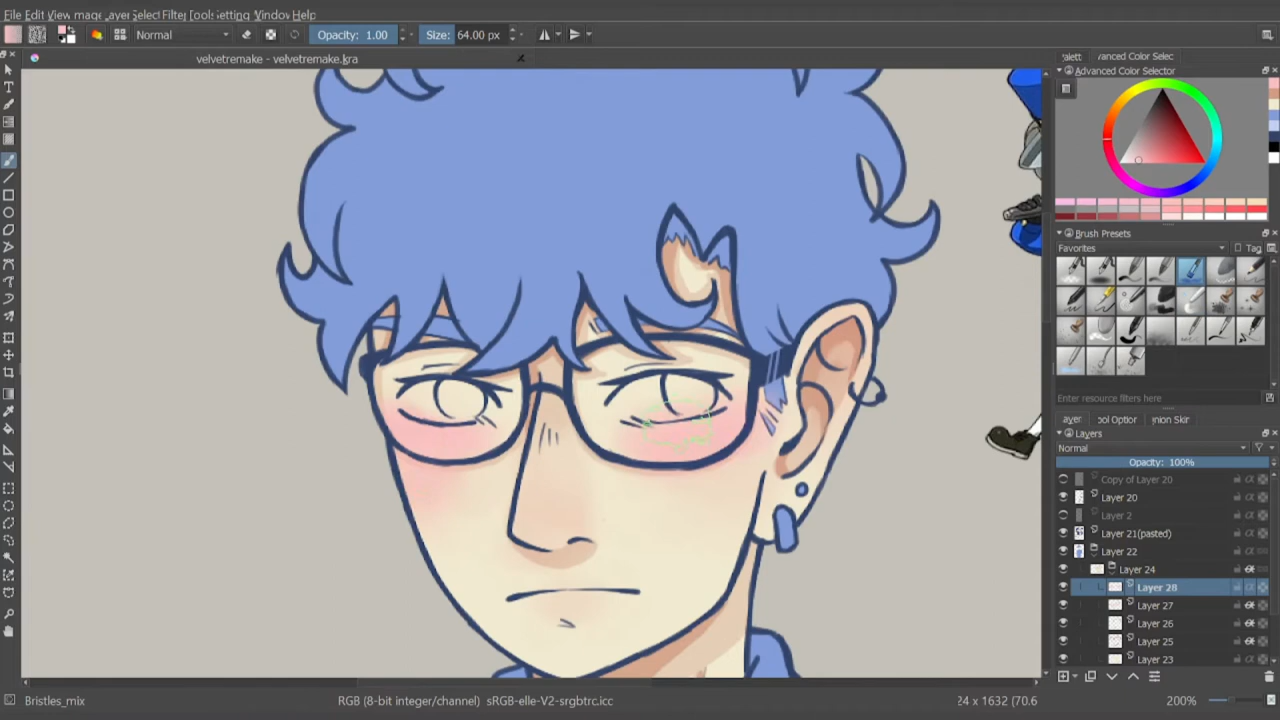 File Edit View mage Layer Select Filter Tools Setting Window Help
Normal Opacity: 1.00 Size: 64.00 px
velvetremake - velvetremake.kra
alett anced Color Selec
Advanced Color Selector
Brush Presets
Favorites Tag
Enter resource filters here
ayer ool Optior nion Skir
Layers
Normal
Opacity: 100%
Copy of Layer 20
Layer 20
Layer 2
Layer 21(pasted)
Layer 22
Layer 24
Layer 28
Layer 27
Layer 26
Layer 25
Layer 23
Bristles_mix RGB (8-bit integer/channel) sRGB-elle-V2-srgbtrc.icc 24 x 1632 (70.6 200%